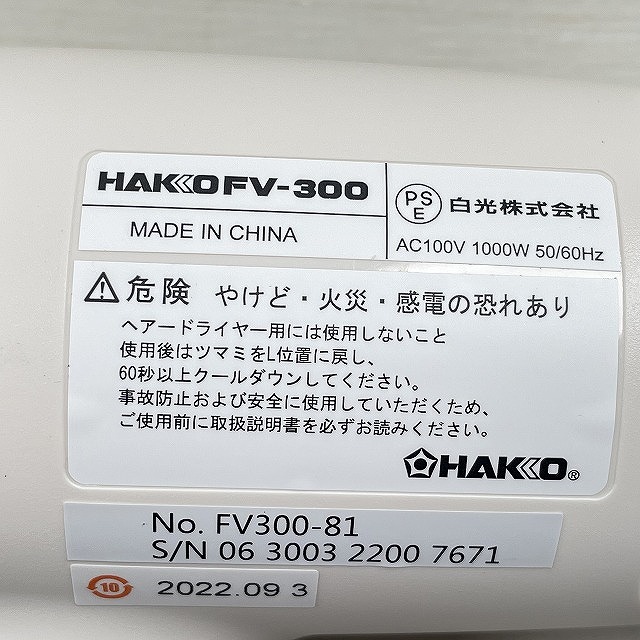 HAKKO FV-300
MADE IN CHINA
PSE 白光株式会社
AC100V 1000W 50/60Hz
危険 やけど・火災・感電の恐れあり
ヘアードライヤー用には使用しないこと
使用後はツマミをL位置に戻し、
60秒以上クールダウンしてください。
事故防止および安全に使用していただくため、
ご使用前に取扱説明書を必ずお読みください。
HAKKO®
No. FV300-81
S/N 06 3003 2200 7671
10 2022.09 3